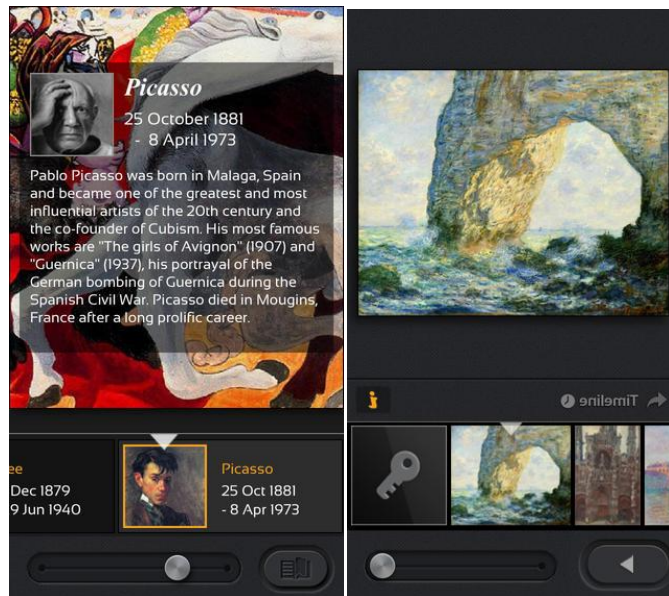 Picasso
25 October 1881
- 8 April 1973
Pablo Picasso was born in Malaga, Spain
and became one of the greatest and most
influential artists of the 20th century and
the co-founder of Cubism. His most famous
works are "The girls of Avignon" (1907) and
"Guernica" (1937), his portrayal of the
German bombing of Guernica during the
Spanish Civil War. Picasso died in Mougins,
France after a long prolific career.
ee
Dec 1879
9 Jun 1940
Picasso
25 Oct 1881
- 8 Apr 1973
i
Timeline